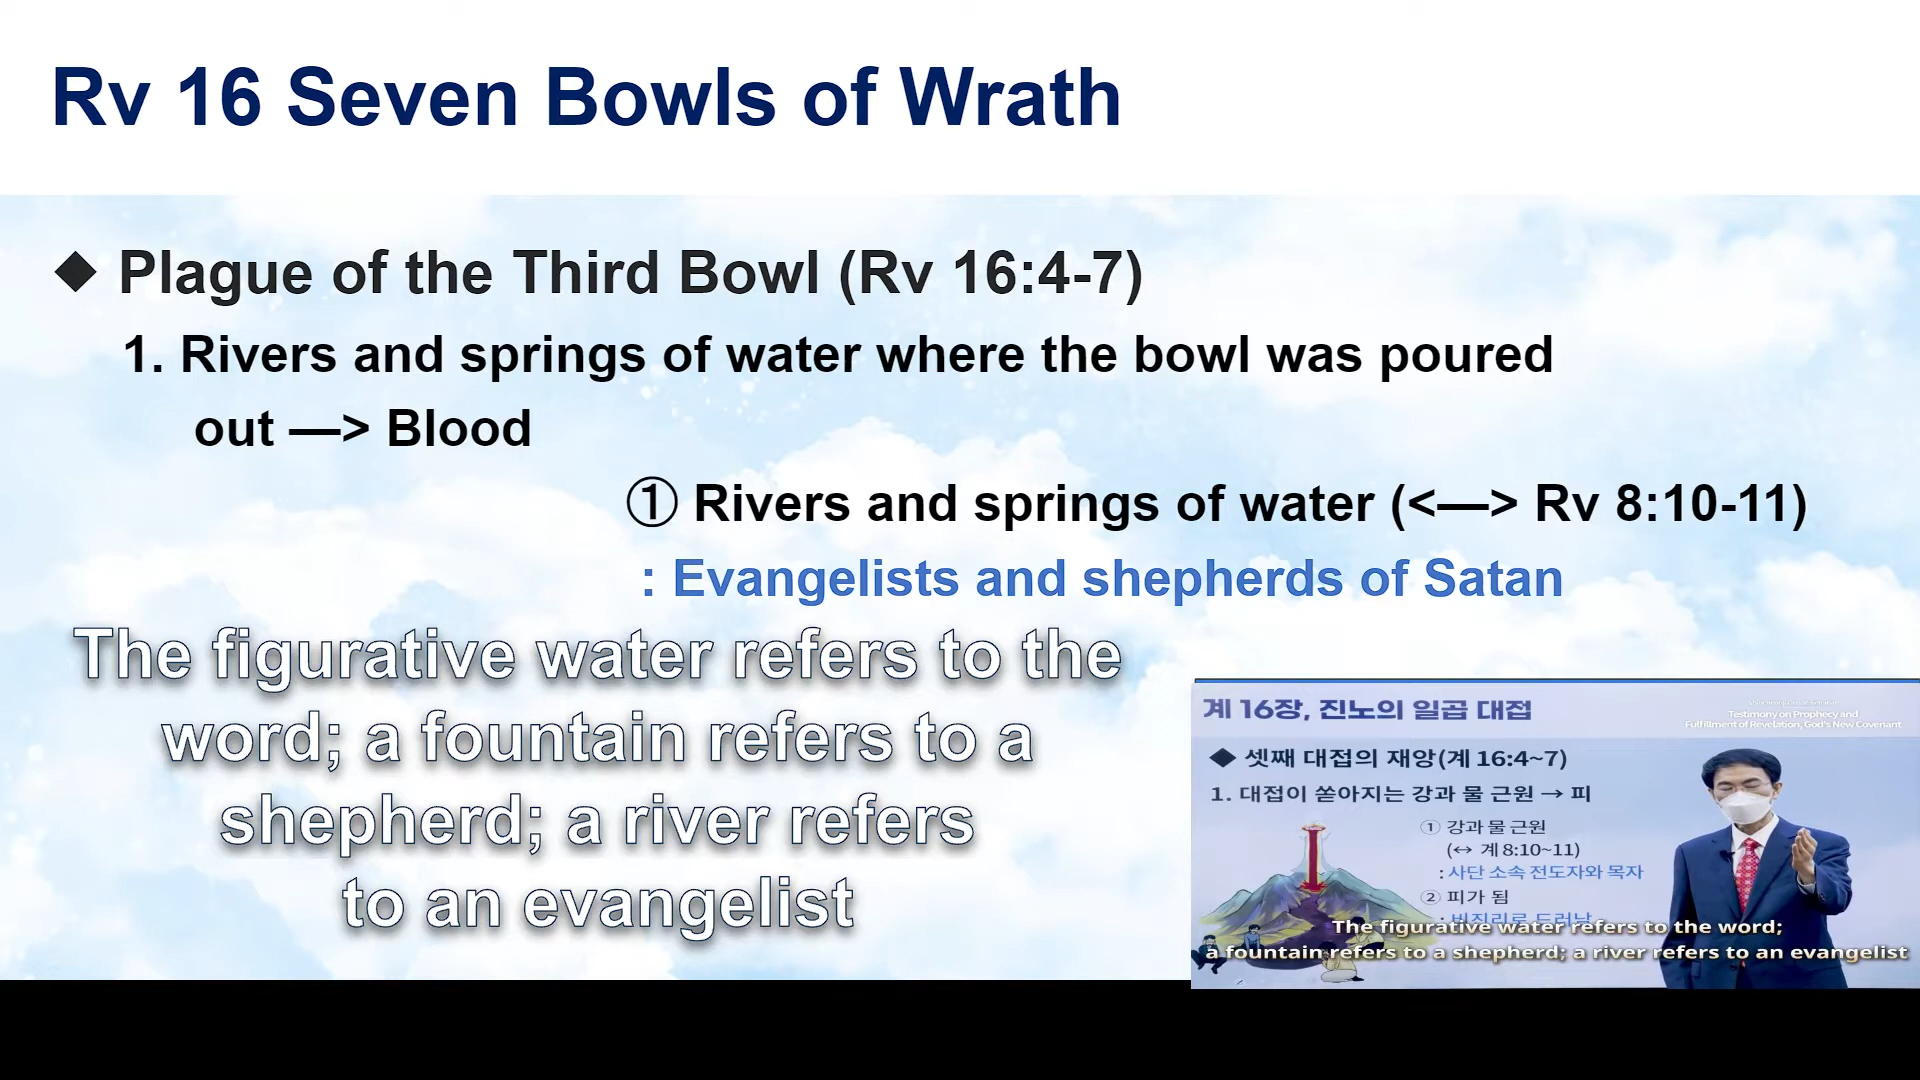 Rv 16 Seven Bowls of Wrath
◆ Plague of the Third Bowl (Rv 16:4-7)
1. Rivers and springs of water where the bowl was poured
out —> Blood
① Rivers and springs of water (<—> Rv 8:10-11)
: Evangelists and shepherds of Satan
The figurative water refers to the
word; a fountain refers to a
shepherd; a river refers
to an evangelist
계 16장, 진노의 일곱 대접
Testimony on Prophecy and
Fulfillment of Revelation, God's New Covenant
◆ 셋째 대접의 재앙(계 16:4~7)
1. 대접이 쏟아지는 강과 물 근원 → 피
① 강과 물 근원
(↔ 계 8:10~11)
: 사단 소속 전도자와 목자
② 피가 됨
The figurative water refers to the word;
a fountain refers to a shepherd; a river refers to an evangelist